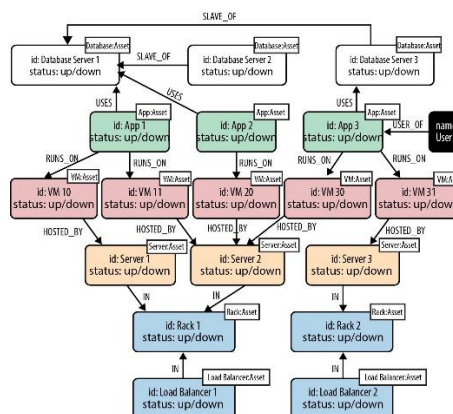 SLAVE_OF
Database:Asset
Database:Asset
Database:Asset
id: Database Server 1
status: up/down
SLAVE_OF
id: Database Server 2
status: up/down
id: Database Server 3
status: up/down
USES
USES
USES
App:Asset
App:Asset
App:Asset
id: App 1
status: up/down
id: App 2
status: up/down
id: App 3
status: up/down
USER_OF
name
User
RUNS_ON
RUNS_ON
RUNS_ON
RUNS_ON
RUNS_ON
VM:Asset
VM:Asset
VM:Asset
VM:Asset
id: VM 10
status: up/down
id: VM 11
status: up/down
id: VM 20
status: up/down
id: VM 30
status: up/down
id: VM 31
status: up/down
HOSTED_BY
HOSTED_BY
HOSTED_BY
HOSTED_BY
Server:Asset
Server:Asset
Server:Asset
id: Server 1
status: up/down
id: Server 2
status: up/down
id: Server 3
status: up/down
IN
IN
IN
Rack:Asset
Rack:Asset
id: Rack 1
status: up/down
id: Rack 2
status: up/down
IN
IN
Load Balancer:Asset
Load Balancer:Asset
id: Load Balancer 1
status: up/down
id: Load Balancer 2
status: up/down